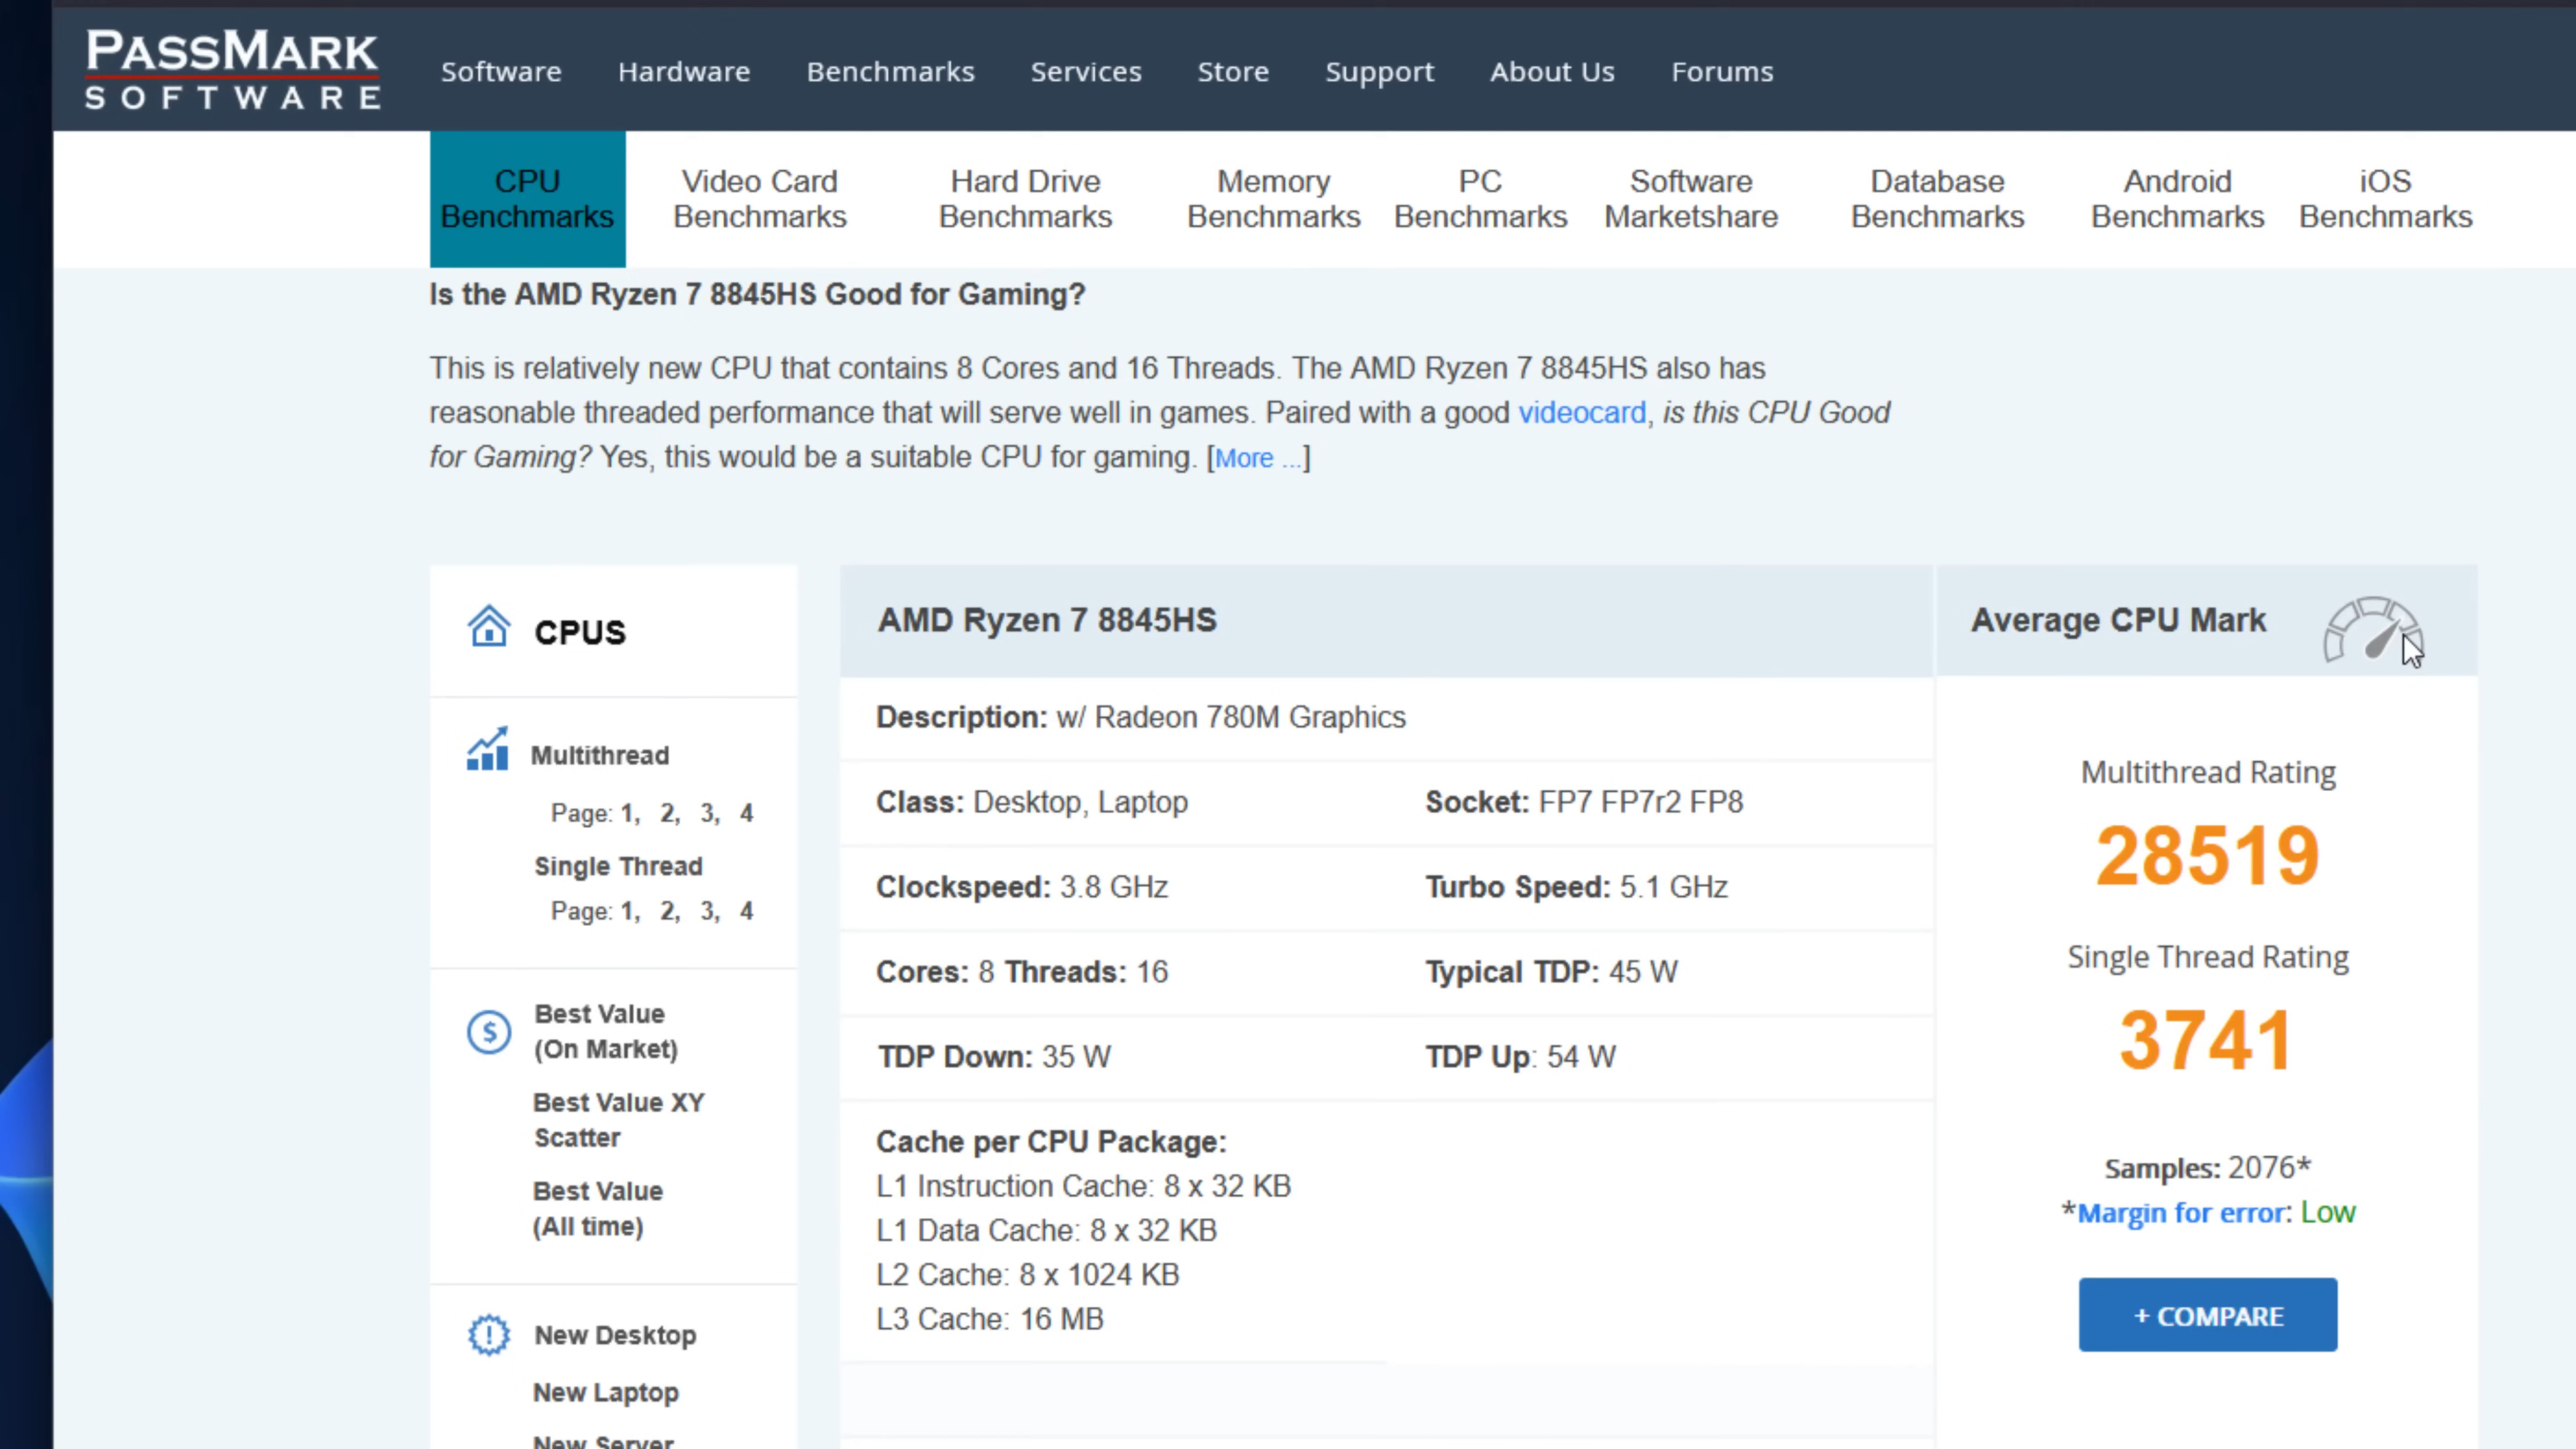 PASSMARK
SOFTWARE
Software Hardware Benchmarks Services Store Support About Us Forums
CPU Benchmarks
Video Card Benchmarks
Hard Drive Benchmarks
Memory Benchmarks
PC Benchmarks
Software Marketshare
Database Benchmarks
Android Benchmarks
iOS Benchmarks
Is the AMD Ryzen 7 8845HS Good for Gaming?
This is relatively new CPU that contains 8 Cores and 16 Threads. The AMD Ryzen 7 8845HS also has
reasonable threaded performance that will serve well in games. Paired with a good videocard, is this CPU Good
for Gaming? Yes, this would be a suitable CPU for gaming. [More ...]
CPUS
Multithread
Page: 1, 2, 3, 4
Single Thread
Page: 1, 2, 3, 4
Best Value
(On Market)
Best Value XY
Scatter
Best Value
(All time)
New Desktop
New Laptop
New Server
AMD Ryzen 7 8845HS
Description: w/ Radeon 780M Graphics
Class: Desktop, Laptop Socket: FP7 FP7r2 FP8
Clockspeed: 3.8 GHz Turbo Speed: 5.1 GHz
Cores: 8 Threads: 16 Typical TDP: 45 W
TDP Down: 35 W TDP Up: 54 W
Cache per CPU Package:
L1 Instruction Cache: 8 x 32 KB
L1 Data Cache: 8 x 32 KB
L2 Cache: 8 x 1024 KB
L3 Cache: 16 MB
Average CPU Mark
Multithread Rating
28519
Single Thread Rating
3741
Samples: 2076*
*Margin for error: Low
+ COMPARE